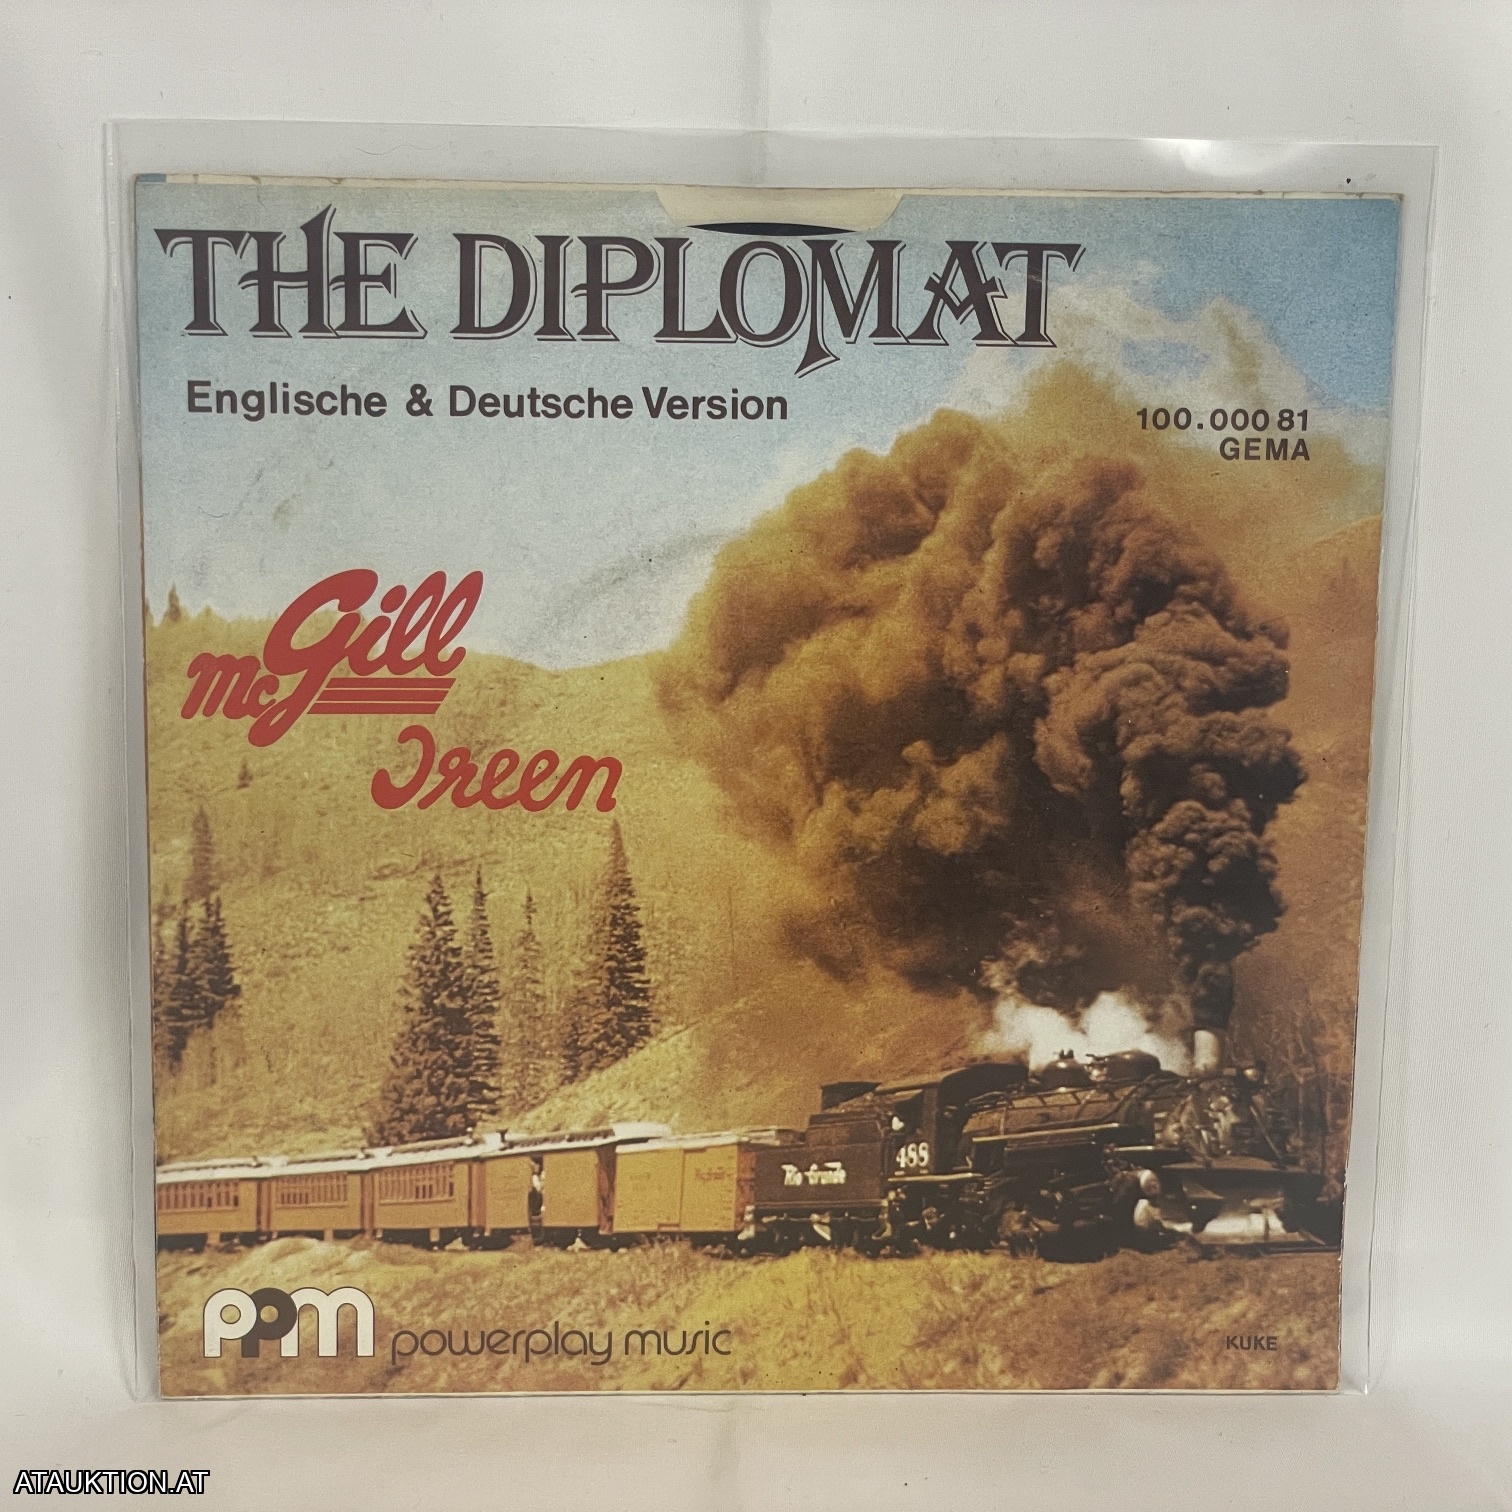 THE DIPLOMAT
Englische & Deutsche Version
100.000 81
GEMA
McGill
Ireen
488
Rio Grande
ppm powerplay music
KUKE
ATAUKTION.AT